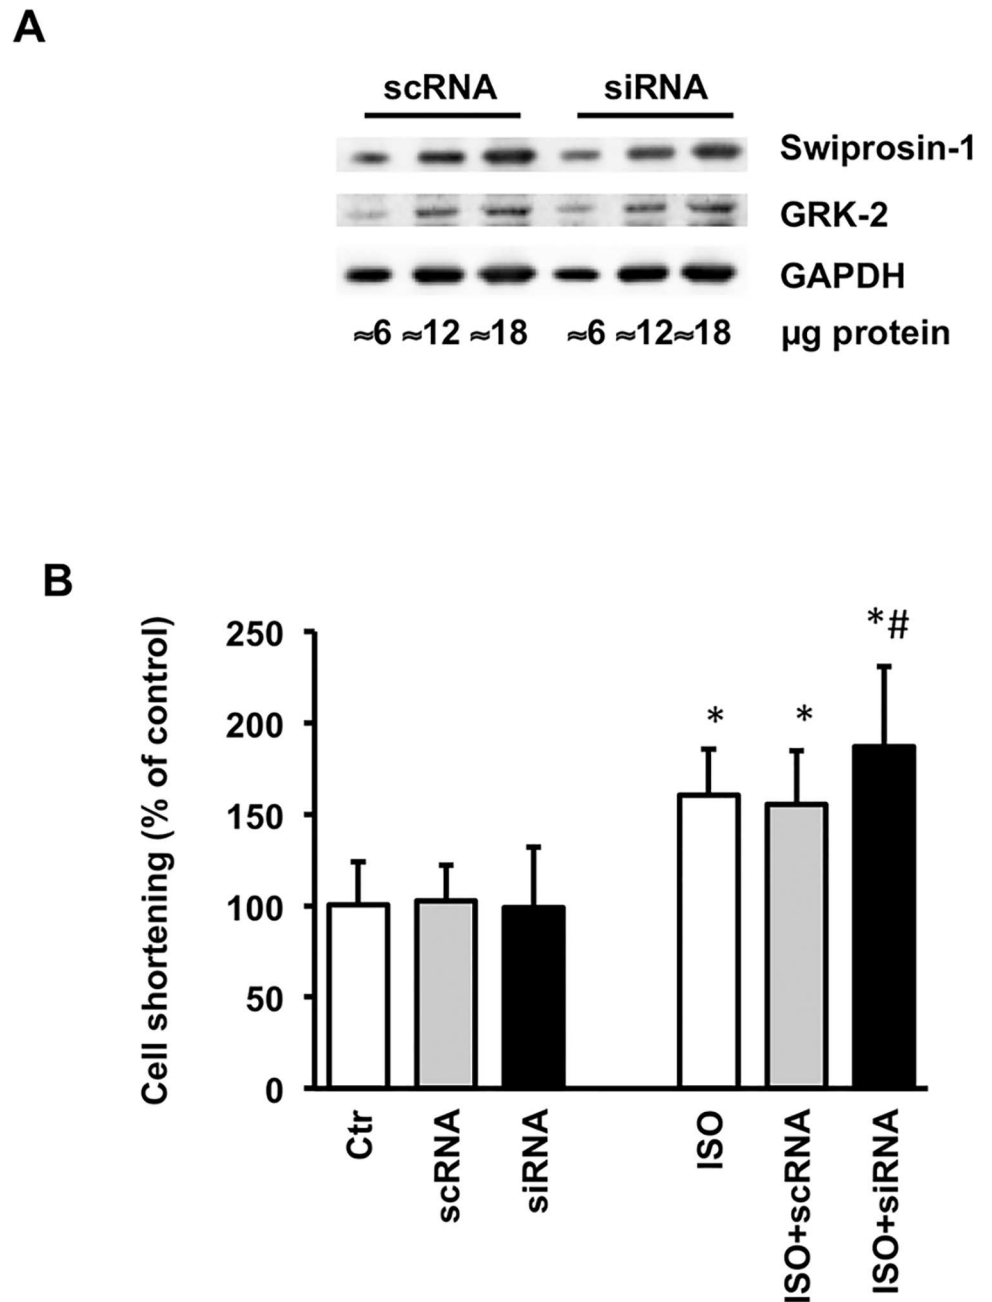 A
scRNA siRNA
Swiprosin-1
GRK-2
GAPDH
≈6 ≈12 ≈18 ≈6 ≈12≈18 µg protein
B
Cell shortening (% of control)
250
200
150
100
50
0
*
*
*#
Ctr
scRNA
siRNA
ISO
ISO+scRNA
ISO+siRNA